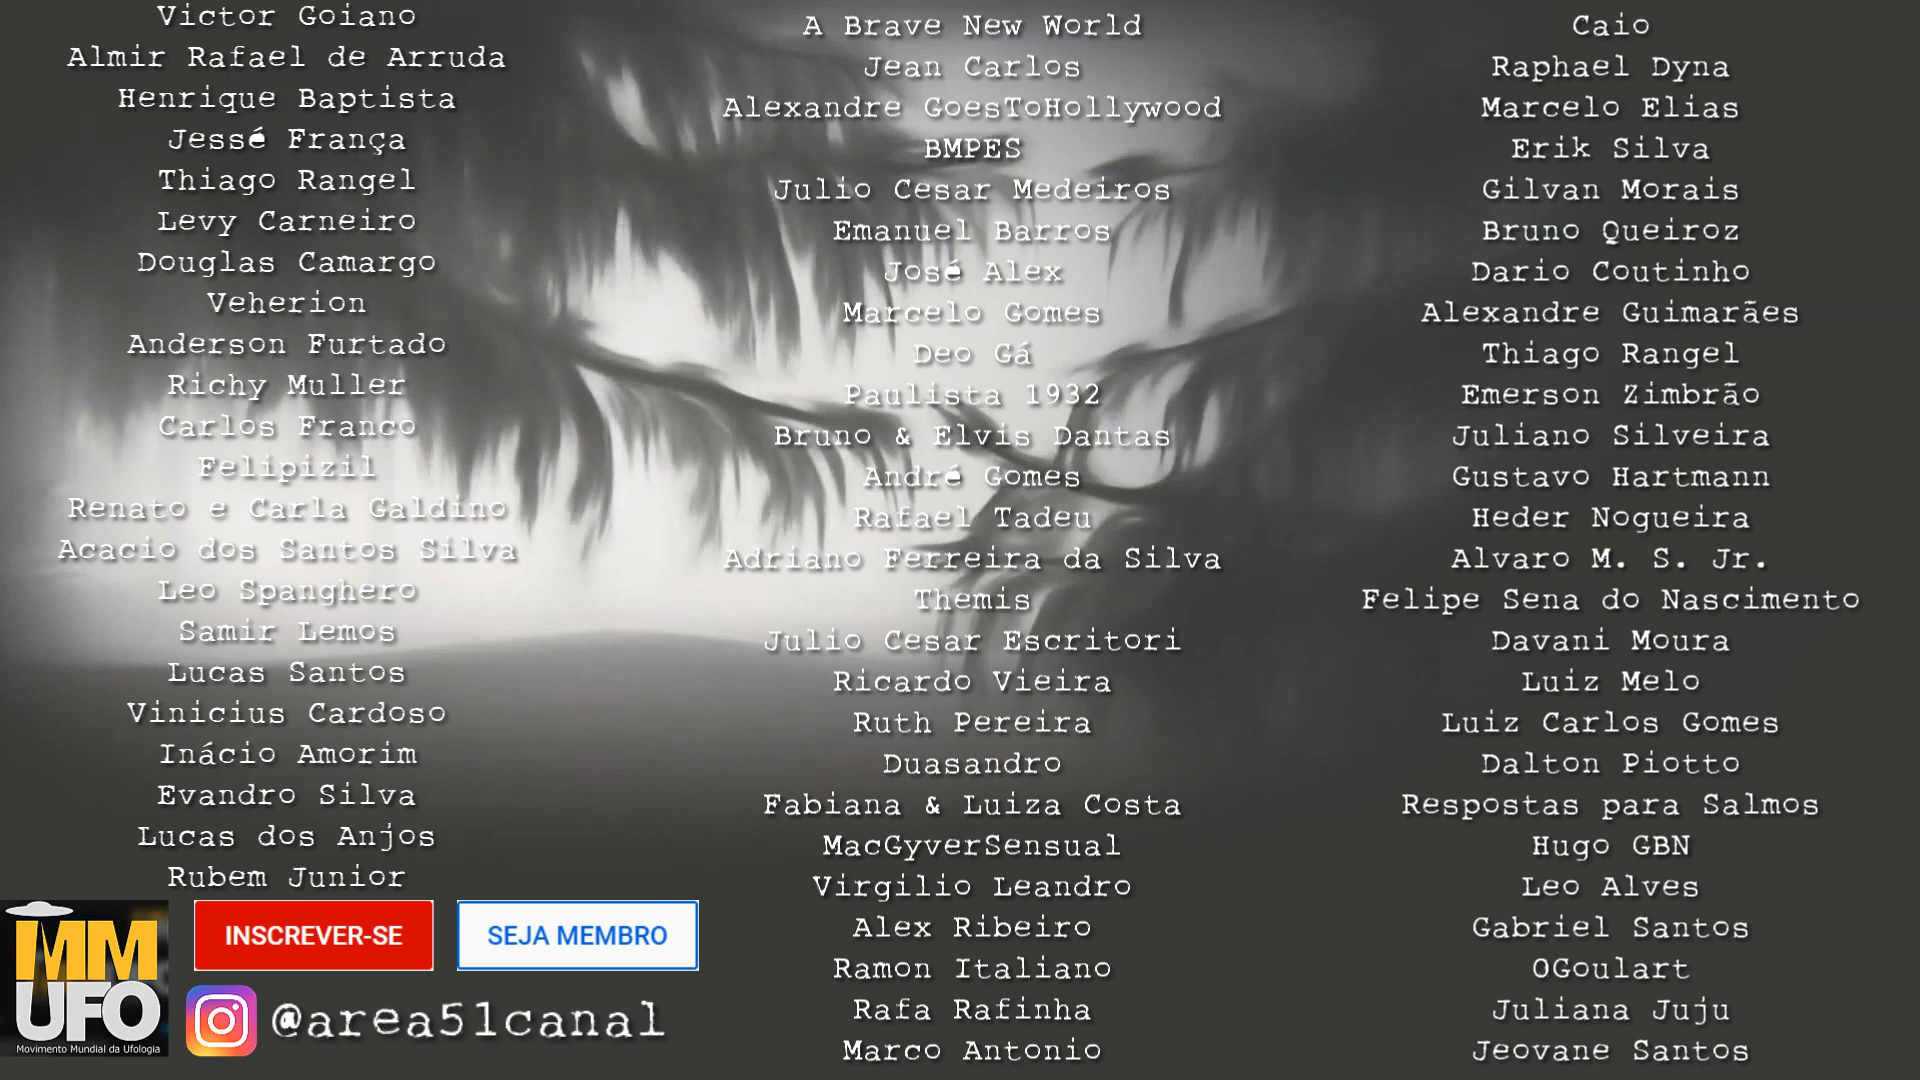 Victor Goiano
Almir Rafael de Arruda
Henrique Baptista
Jessé França
Thiago Rangel
Levy Carneiro
Douglas Camargo
Veherion
Anderson Furtado
Richy Muller
Carlos Franco
Felipizil
Renato e Carla Galdino
Acacio dos Santos Silva
Leo Spanghero
Samir Lemos
Lucas Santos
Vinicius Cardoso
Inácio Amorim
Evandro Silva
Lucas dos Anjos
Rubem Junior
MM
UFO
Movimento Mundial da Ufologia
INSCREVER-SE
SEJA MEMBRO
@area51canal
A Brave New World
Jean Carlos
Alexandre GoesToHollywood
BMPES
Julio Cesar Medeiros
Emanuel Barros
José Alex
Marcelo Gomes
Deo Gá
Paulista 1932
Bruno & Elvis Dantas
André Gomes
Rafael Tadeu
Adriano Ferreira da Silva
Themis
Julio Cesar Escritori
Ricardo Vieira
Ruth Pereira
Duasandro
Fabiana & Luiza Costa
MacGyverSensual
Virgilio Leandro
Alex Ribeiro
Ramon Italiano
Rafa Rafinha
Marco Antonio
Caio
Raphael Dyna
Marcelo Elias
Erik Silva
Gilvan Morais
Bruno Queiroz
Dario Coutinho
Alexandre Guimarães
Thiago Rangel
Emerson Zimbrão
Juliano Silveira
Gustavo Hartmann
Heder Nogueira
Alvaro M. S. Jr.
Felipe Sena do Nascimento
Davani Moura
Luiz Melo
Luiz Carlos Gomes
Dalton Piotto
Respostas para Salmos
Hugo GBN
Leo Alves
Gabriel Santos
OGoulart
Juliana Juju
Jeovane Santos